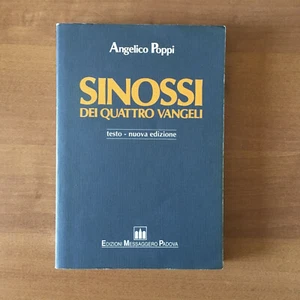 Angelico Poppi
SINOSSI
DEI QUATTRO VANGELI
testo - nuova edizione
EDIZIONI MESSAGGERO PADOVA